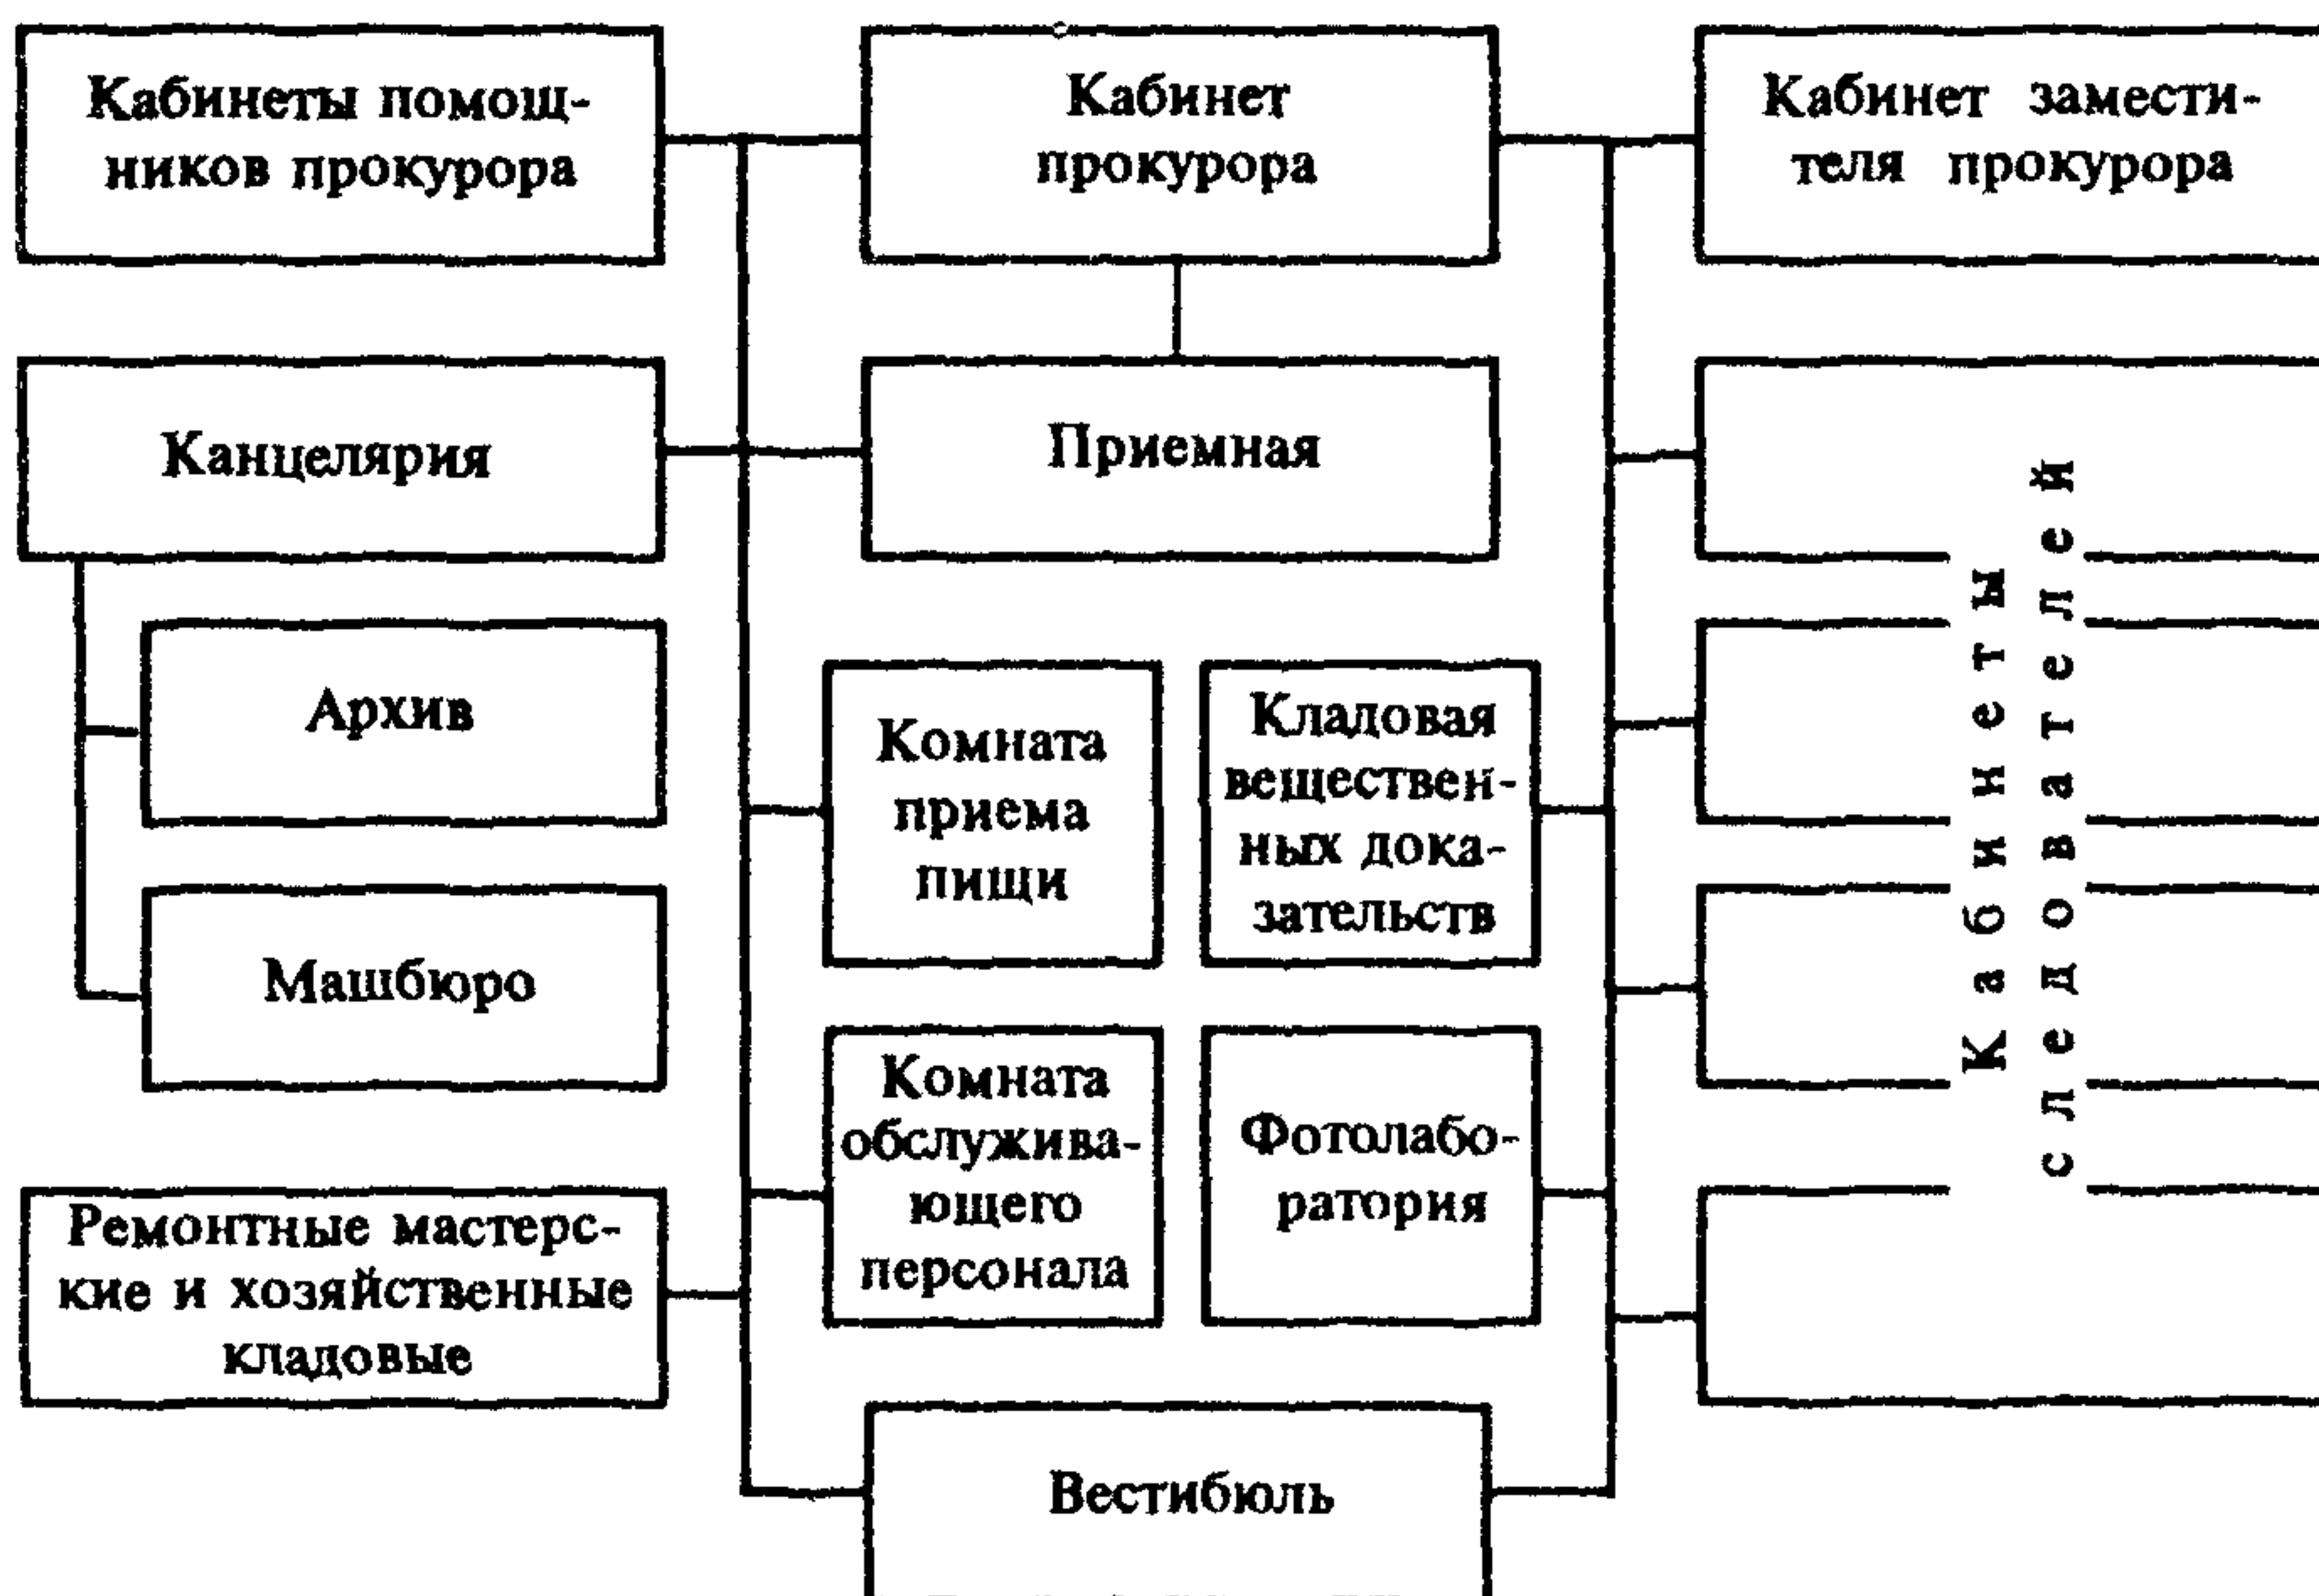 Кабинеты помощ-
ников прокурора
Кабинет
прокурора
Кабинет замести-
теля прокурора
Канцелярия
Приемная
Архив
Машбюро
Комната
приема
пищи
Кладовая
вещественн-
ных дока-
зательств
Кабинеты
следователей
Комната
обслужива-
ющего
персонала
Фотолабо-
ратория
Ремонтные мастерс-
кие и хозяйственные
кладовые
Вестибюль